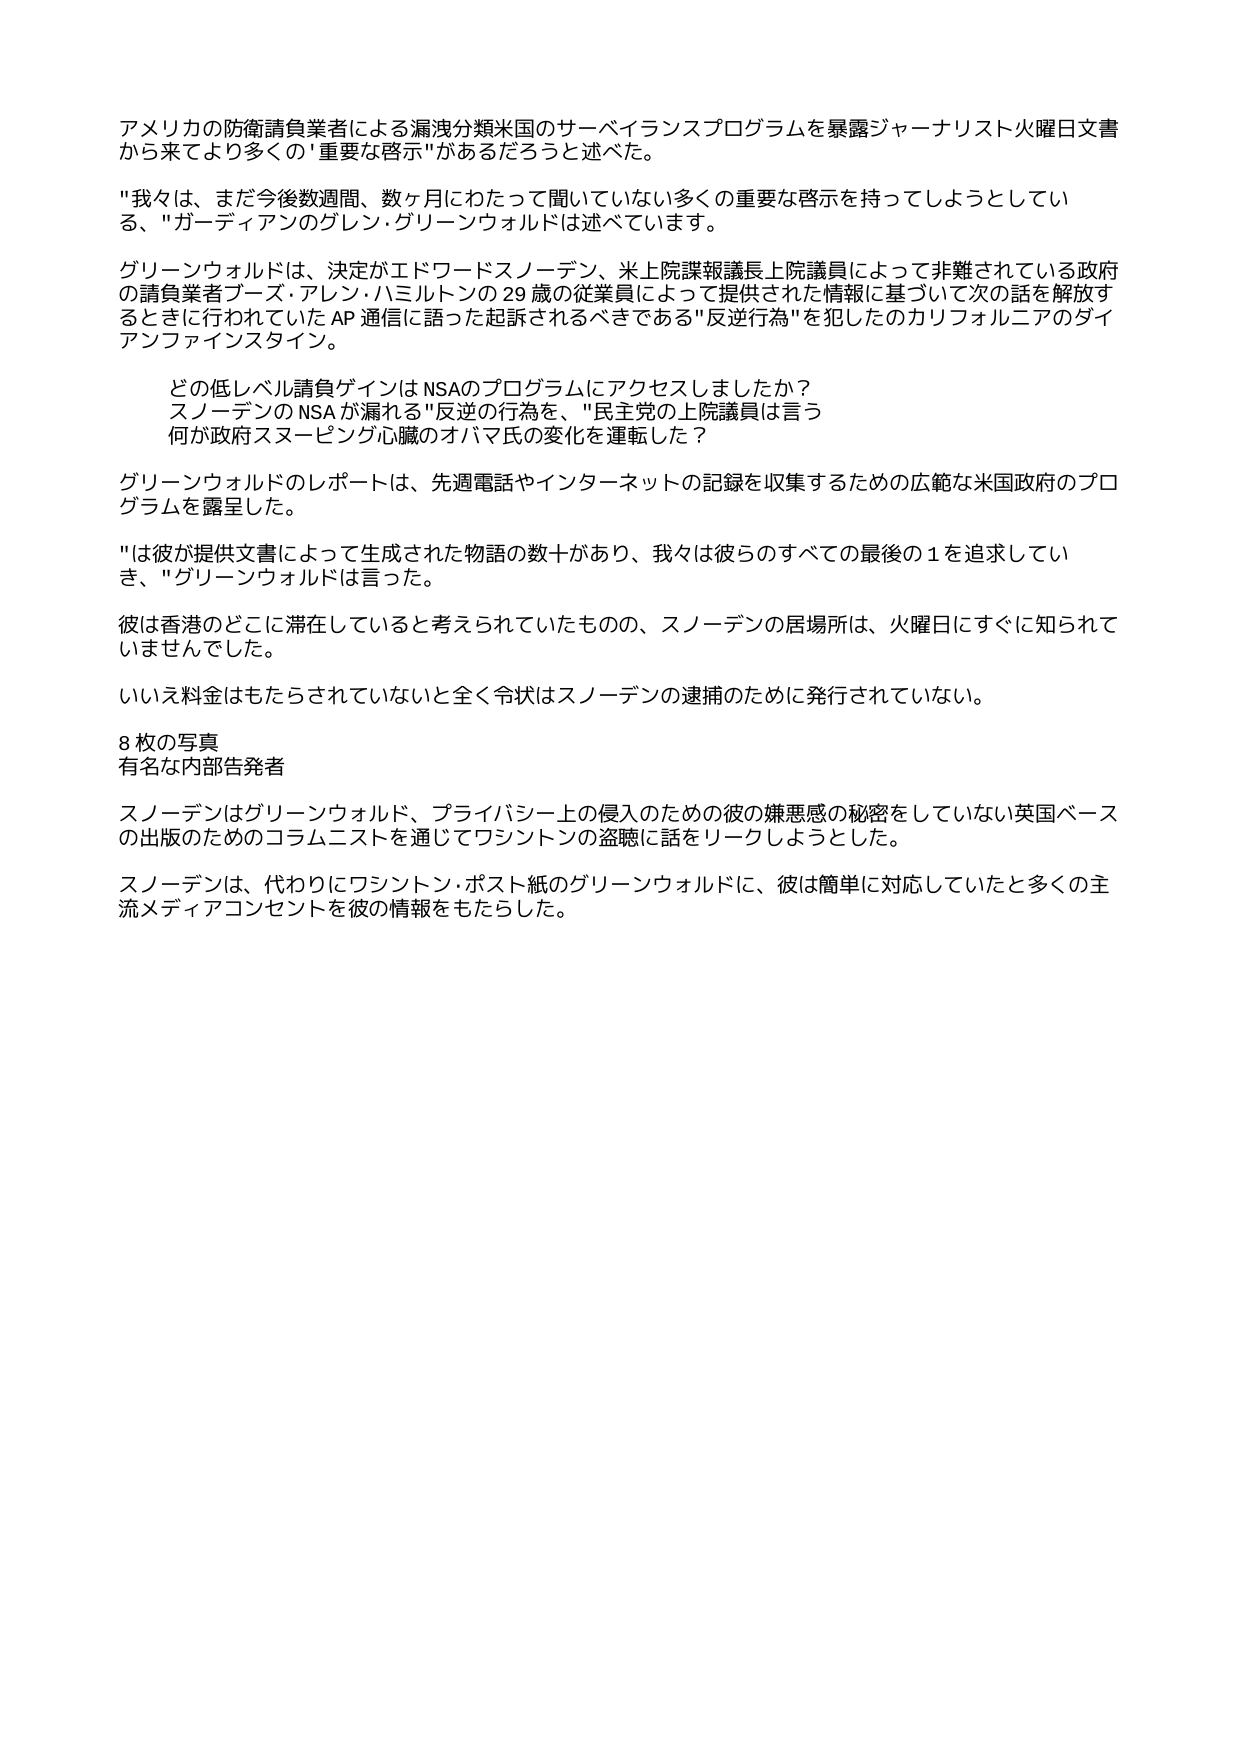 アメリカの防衛請負業者による漏洩分類米国のサーベイランスプログラムを暴露ジャーナリスト火曜日文書
から来てより多くの'重要な啓示"があるだろうと述べた。
"我々は、まだ今後数週間、数ヶ月にわたって聞いていない多くの重要な啓示を持ってしようとしてい
る、"ガーディアンのグレン·グリーンウォルドは述べています。
グリーンウォルドは、決定がエドワードスノーデン、米上院諜報議長上院議員によって非難されている政府
の請負業者ブーズ·アレン·ハミルトンの 29 歳の従業員によって提供された情報に基づいて次の話を解放す
るときに行われていた AP 通信に語った起訴されるべきである"反逆行為"を犯したのカリフォルニアのダイ
アンファインスタイン。
どの低レベル請負ゲインは NSAのプログラムにアクセスしましたか？
スノーデンの NSA が漏れる"反逆の行為を、"民主党の上院議員は言う
何が政府スヌーピング心臓のオバマ氏の変化を運転した？
グリーンウォルドのレポートは、先週電話やインターネットの記録を収集するための広範な米国政府のプロ
グラムを露呈した。
"は彼が提供文書によって生成された物語の数十があり、我々は彼らのすべての最後の 1 を追求してい
き、"グリーンウォルドは言った。
彼は香港のどこに滞在していると考えられていたものの、スノーデンの居場所は、火曜日にすぐに知られて
いませんでした。
いいえ料金はもたらされていないと全く令状はスノーデンの逮捕のために発行されていない。
8 枚の写真
有名な内部告発者
スノーデンはグリーンウォルド、プライバシー上の侵入のための彼の嫌悪感の秘密をしていない英国ベース
の出版のためのコラムニストを通じてワシントンの盗聴に話をリークしようとした。
スノーデンは、代わりにワシントン·ポスト紙のグリーンウォルドに、彼は簡単に対応していたと多くの主
流メディアコンセントを彼の情報をもたらした。